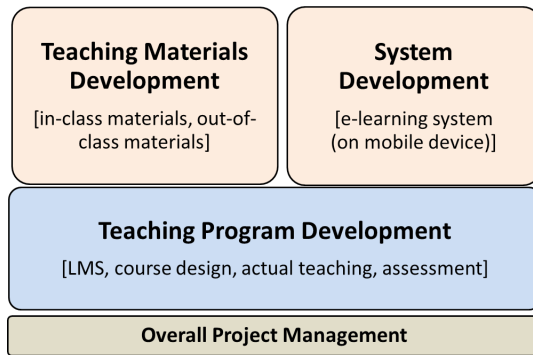 Teaching Materials
Development
[in-class materials, out-of-
class materials]
System
Development
[e-learning system
(on mobile device)]
Teaching Program Development
[LMS, course design, actual teaching, assessment]
Overall Project Management